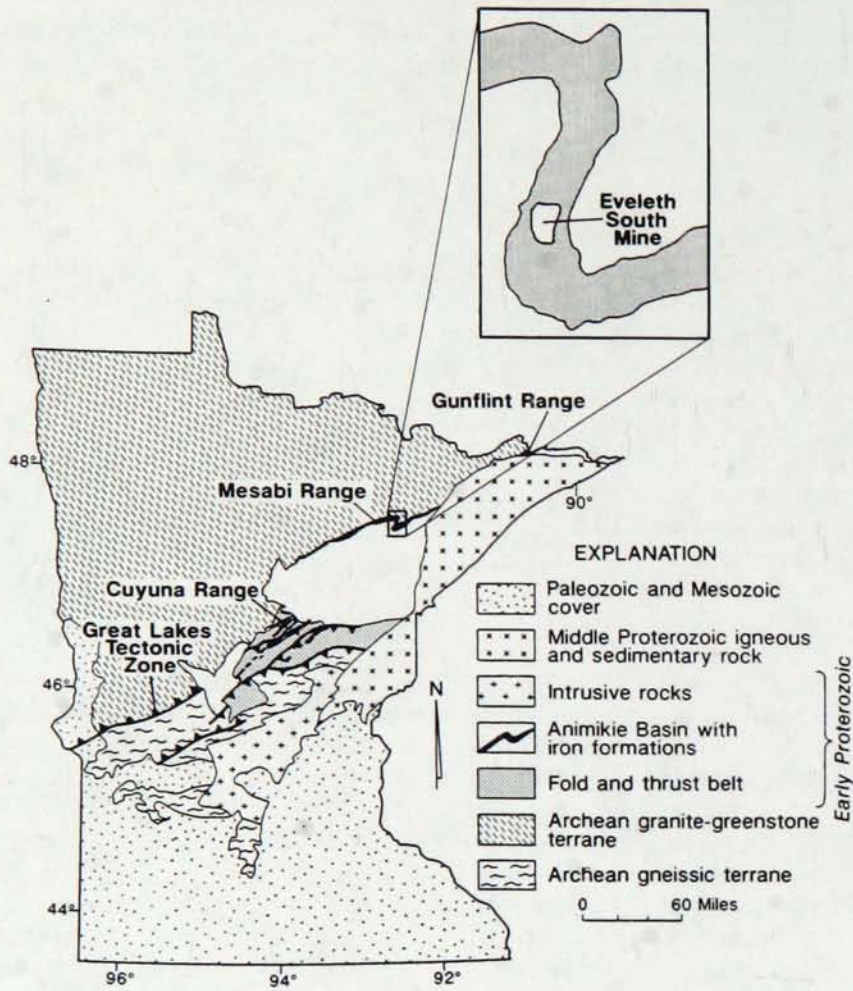 Eveleth
South
Mine
Gunflint Range
48°
Mesabi Range
90°
Cuyuna Range
Great Lakes
Tectonic
Zone
46°
N
44°
96°
94°
92°
EXPLANATION
Paleozoic and Mesozoic
cover
Middle Proterozoic igneous
and sedimentary rock
Intrusive rocks
Animikie Basin with
iron formations
Fold and thrust belt
Early Proterozoic
Archean granite-greenstone
terrane
Archean gneissic terrane
0 60 Miles